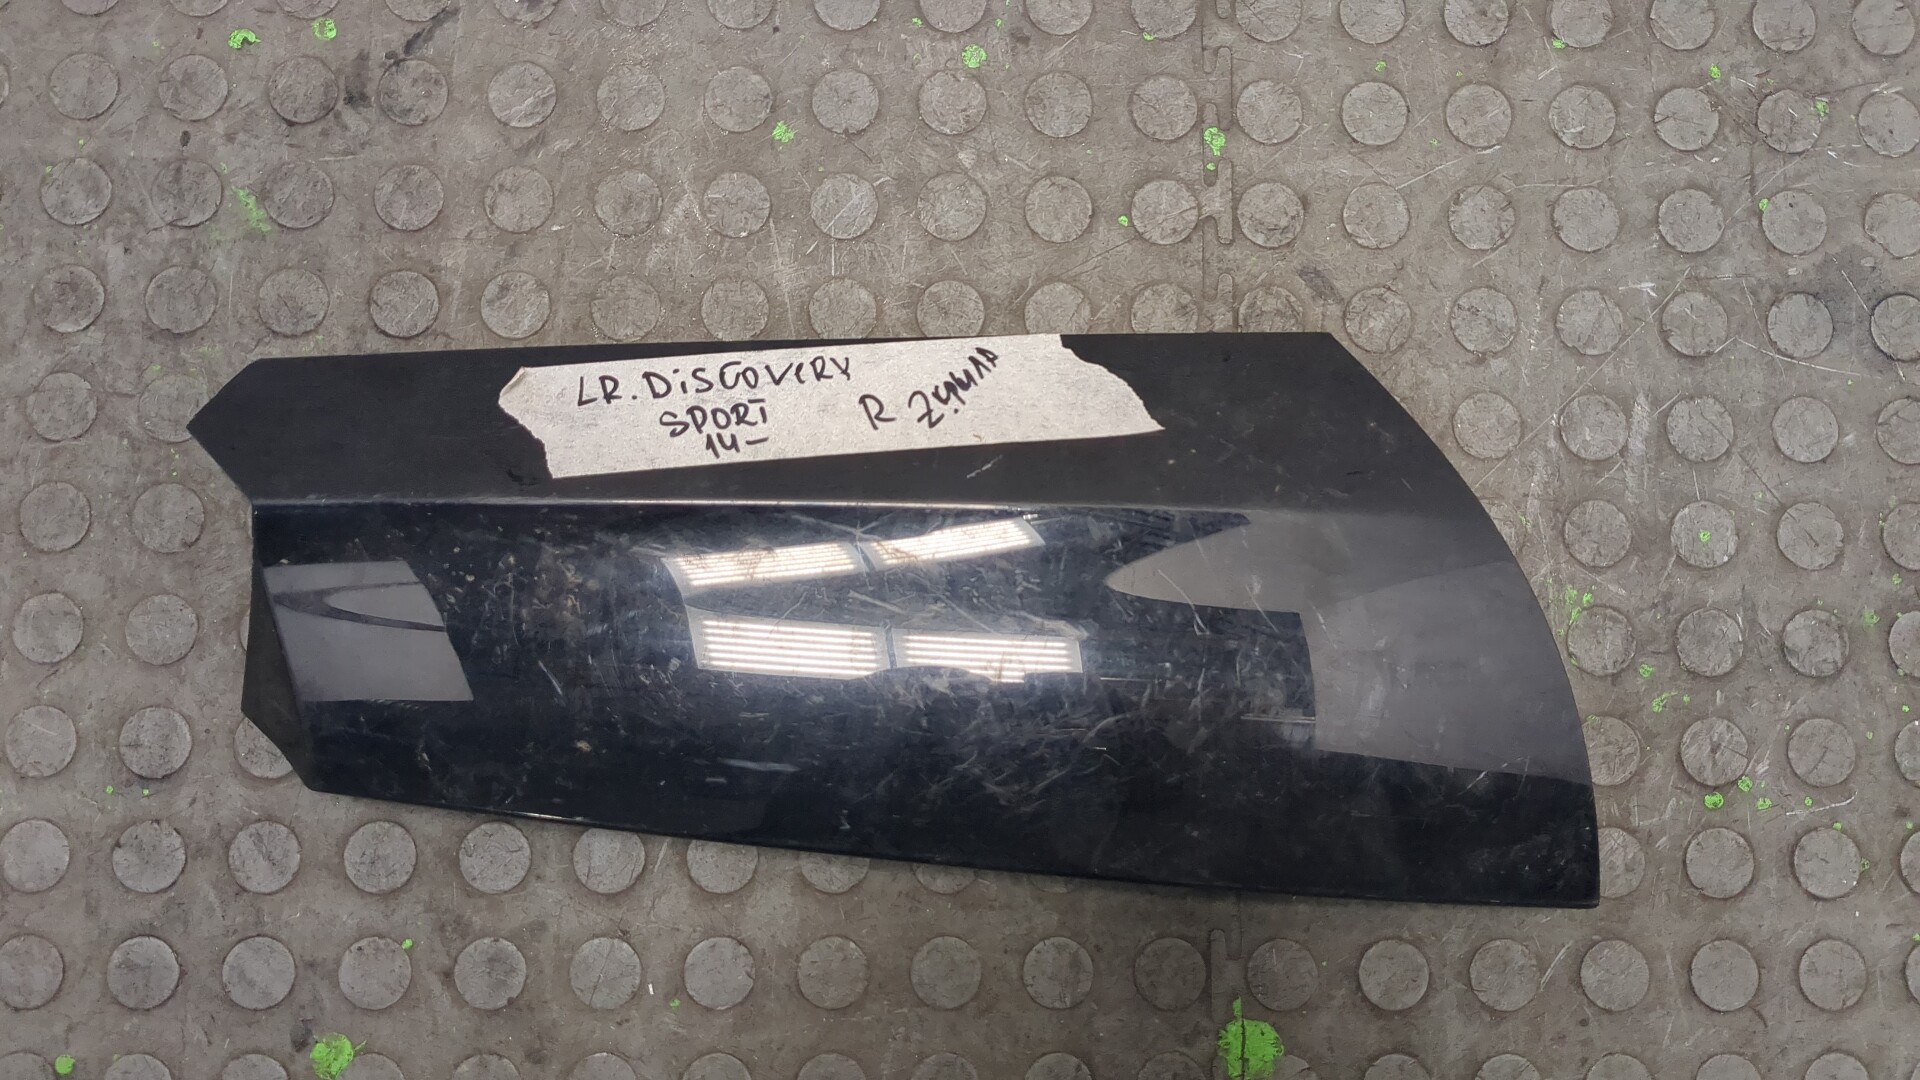 LR. DISCOVERY
SPORT
14-
R